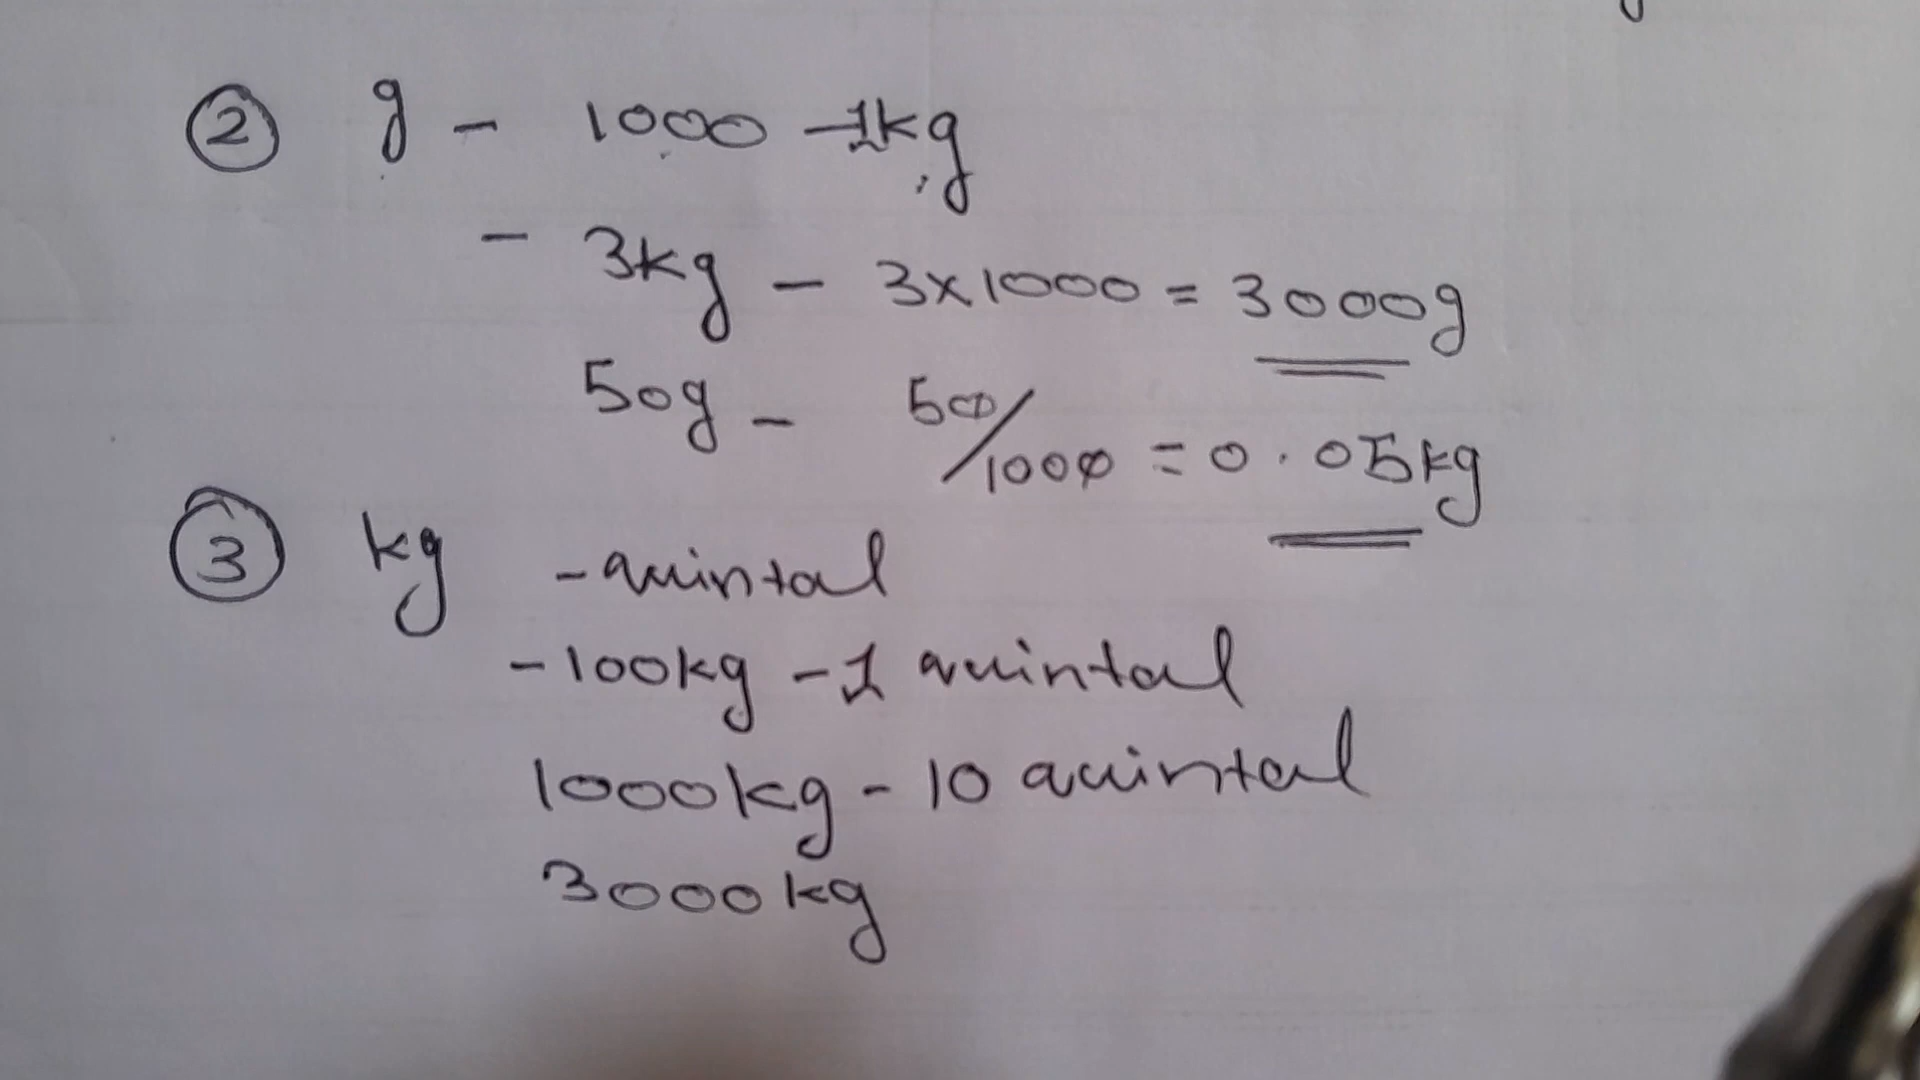 ② g - 1000 - 1kg
- 3kg - 3x1000 = 3000g
50g - 50/1000 = 0.05kg
③ kg - quintal
- 100kg - 1 quintal
1000kg - 10 quintal
3000kg